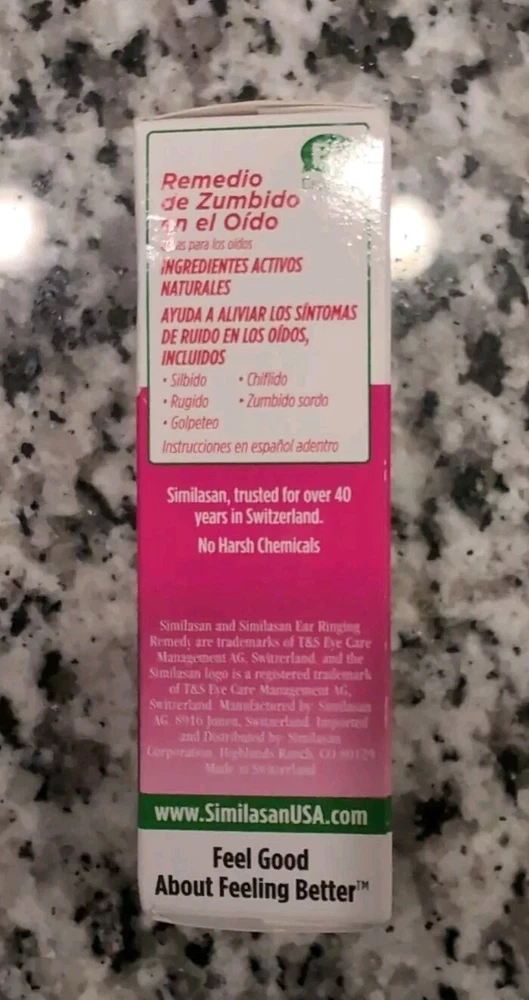 Remedio
de Zumbido
en el Oído
para los oídos
INGREDIENTES ACTIVOS
NATURALES
AYUDA A ALIVIAR LOS SÍNTOMAS
DE RUIDO EN LOS OÍDOS,
INCLUIDOS
• Silbido • Chiflido
• Rugido • Zumbido sordo
• Golpeteo
Instrucciones en español adentro
Similasan, trusted for over 40
years in Switzerland.
No Harsh Chemicals
Similasan and Similasan Ear Ringing
Remedy are trademarks of T&S Eye Care
Management AG, Switzerland, and the
Similasan logo is a registered trademark
of T&S Eye Care Management AG,
Switzerland. Manufactured by Similasan
AG, 8916 Jonen, Switzerland. Imported
and Distributed by Similasan
Corporation, Highlands Ranch, CO 80129
Made in Switzerland
www.SimilasanUSA.com
Feel Good
About Feeling Better™